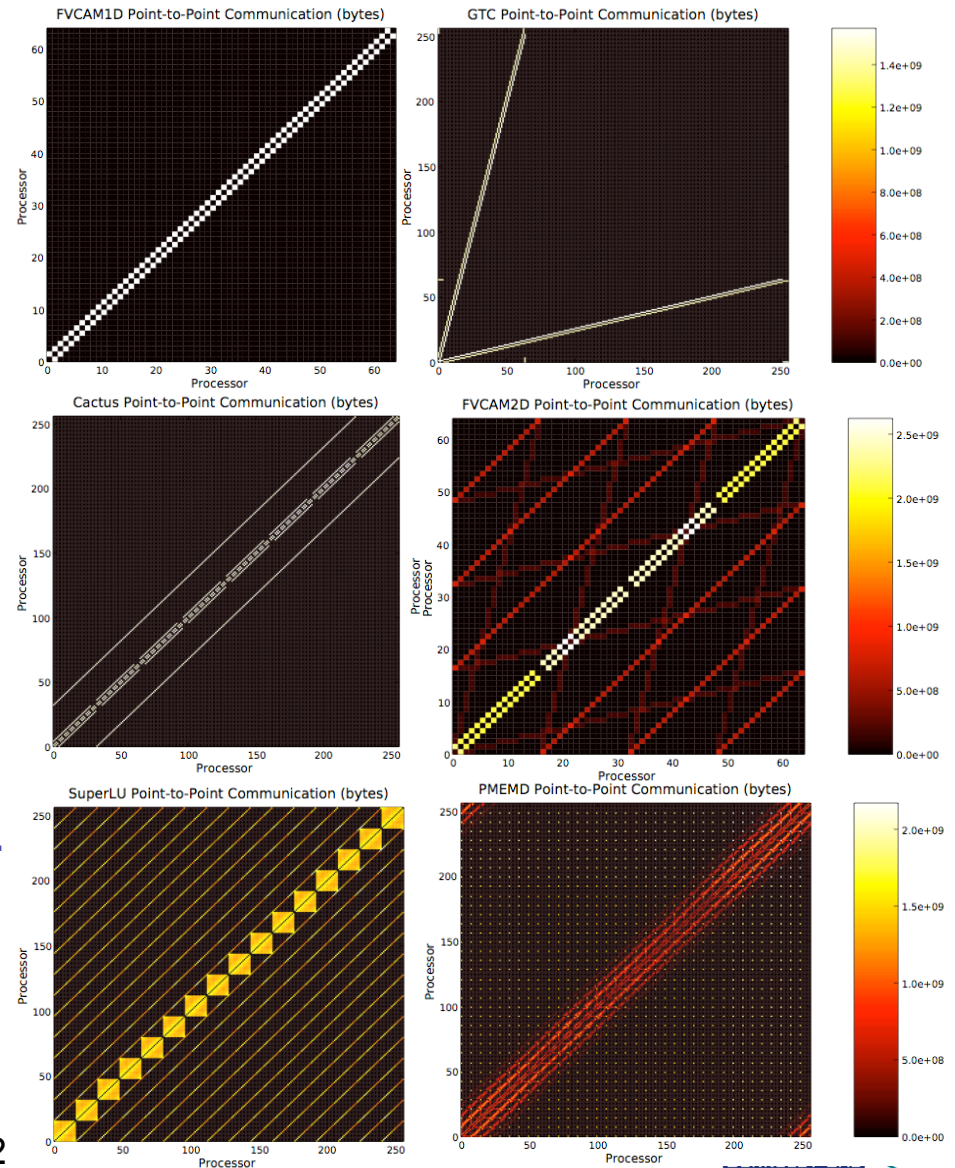 FVCAM1D Point-to-Point Communication (bytes)
60
50
40
30
20
10
0
Processor
0 10 20 30 40 50 60
Processor
GTC Point-to-Point Communication (bytes)
250
200
150
100
50
0
Processor
0 50 100 150 200 250
Processor
1.4e+09
1.2e+09
1.0e+09
8.0e+08
6.0e+08
4.0e+08
2.0e+08
0.0e+00
Cactus Point-to-Point Communication (bytes)
250
200
150
100
50
0
Processor
0 50 100 150 200 250
Processor
FVCAM2D Point-to-Point Communication (bytes)
60
50
40
30
20
10
0
Processor
Processor
0 10 20 30 40 50 60
Processor
2.5e+09
2.0e+09
1.5e+09
1.0e+09
5.0e+08
0.0e+00
SuperLU Point-to-Point Communication (bytes)
250
200
150
100
50
0
Processor
0 50 100 150 200 250
Processor
PMEMD Point-to-Point Communication (bytes)
250
200
150
100
50
0
Processor
0 50 100 150 200 250
Processor
2.0e+09
1.5e+09
1.0e+09
5.0e+08
0.0e+00
2